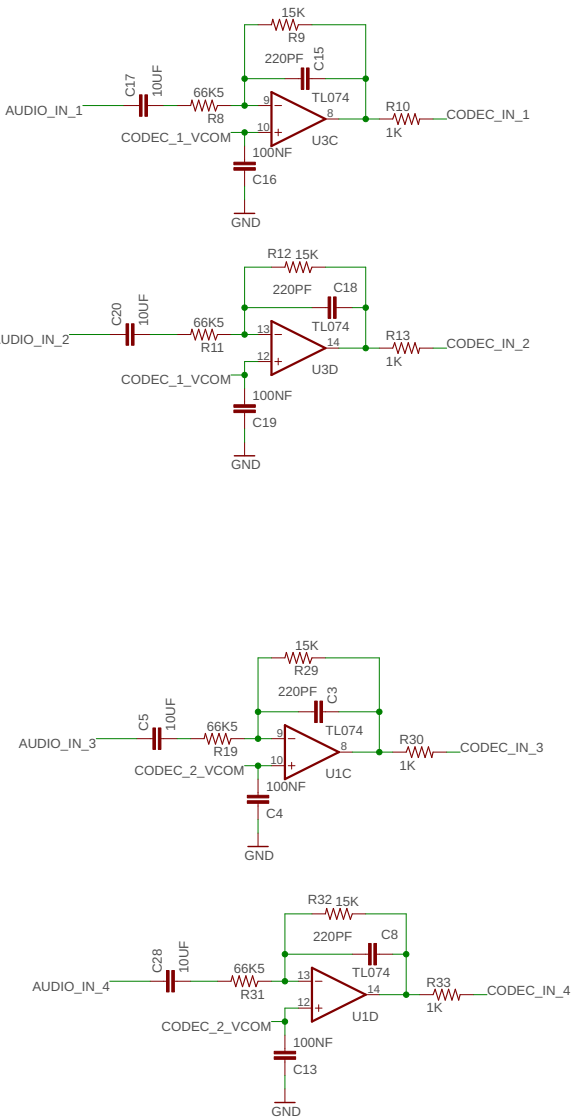 15K
R9
220PF
C15
C17
10UF
TL074
AUDIO_IN_1
66K5
R8
9
8
R10
CODEC_IN_1
1K
CODEC_1_VCOM
10
U3C
100NF
C16
GND
R12 15K
220PF
C18
C20
10UF
TL074
AUDIO_IN_2
66K5
R11
13
14
R13
CODEC_IN_2
1K
12
U3D
CODEC_1_VCOM
100NF
C19
GND
15K
R29
220PF
C3
C5
10UF
TL074
AUDIO_IN_3
66K5
R19
9
8
R30
CODEC_IN_3
1K
CODEC_2_VCOM
10
U1C
100NF
C4
GND
R32 15K
220PF
C8
C28
10UF
TL074
AUDIO_IN_4
66K5
R31
13
14
R33
CODEC_IN_4
1K
12
U1D
CODEC_2_VCOM
100NF
C13
GND